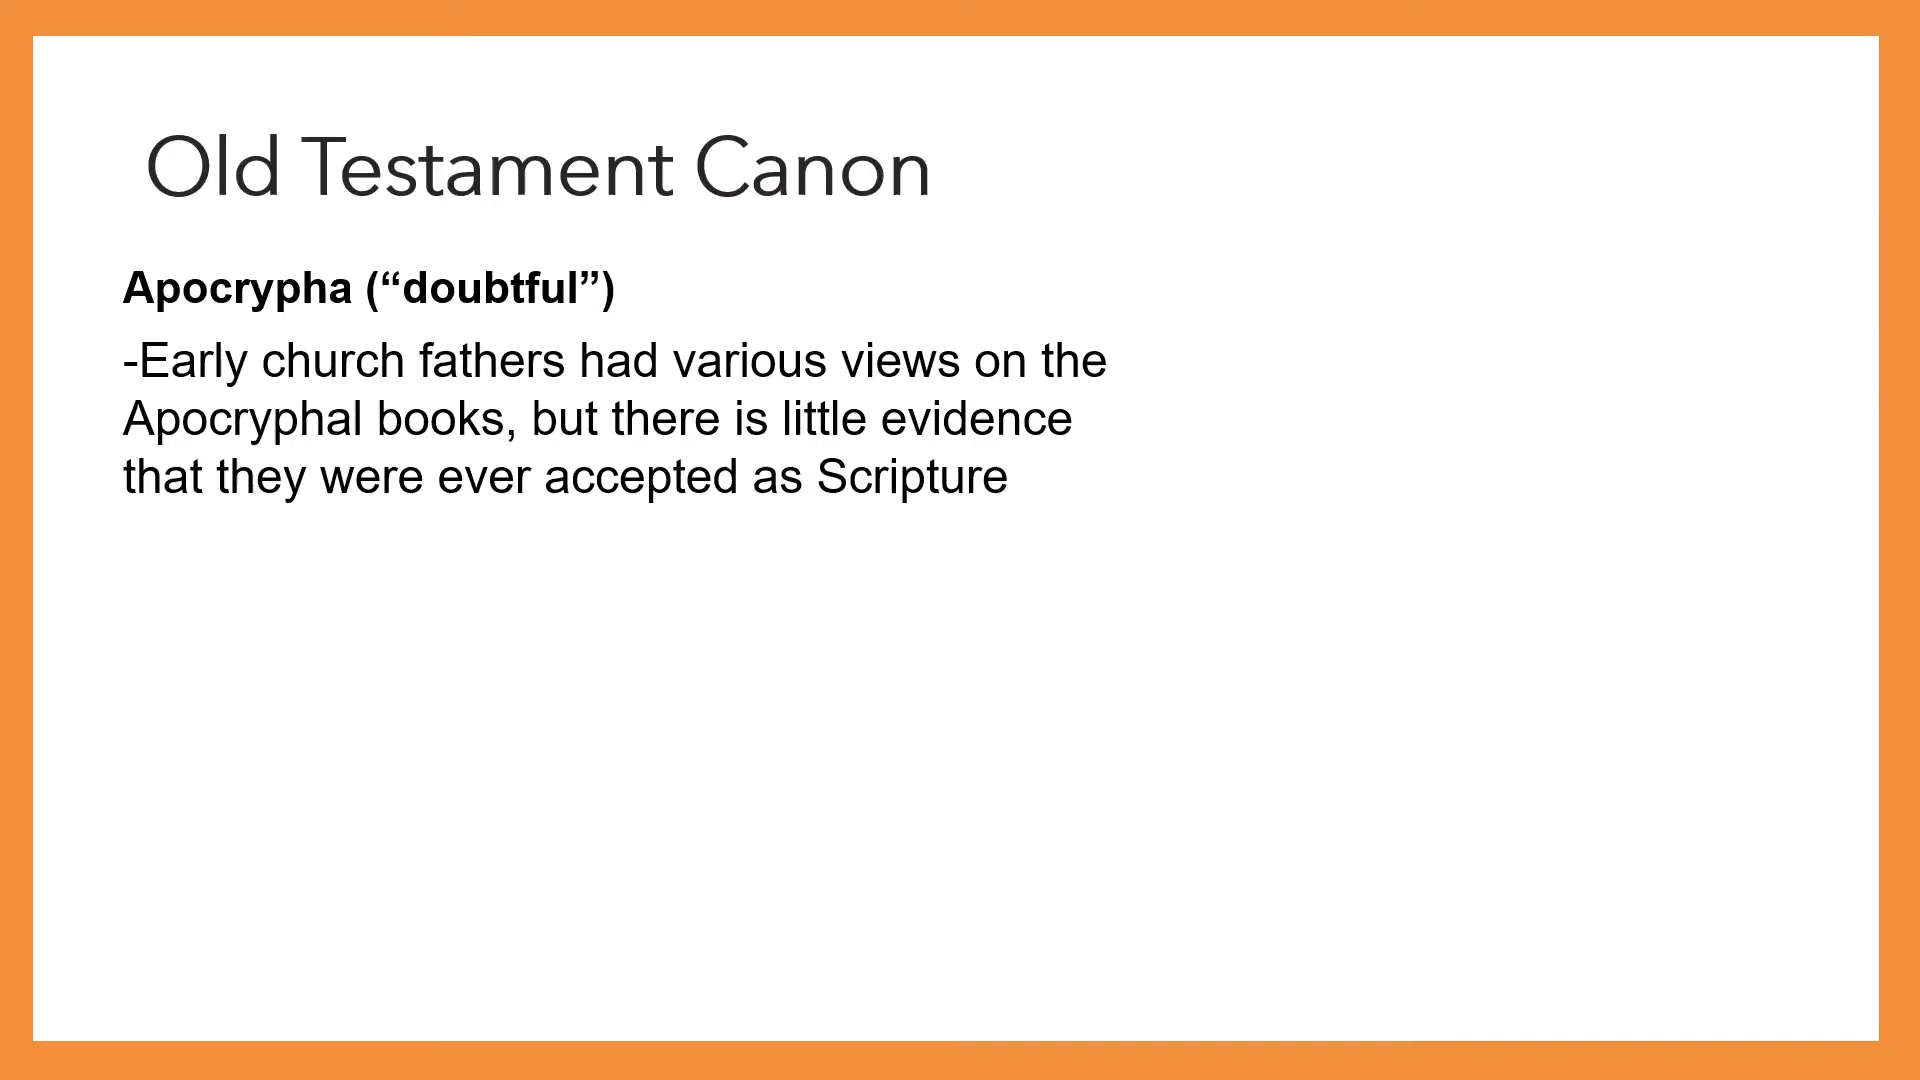 Old Testament Canon
Apocrypha (“doubtful”)
-Early church fathers had various views on the
Apocryphal books, but there is little evidence
that they were ever accepted as Scripture